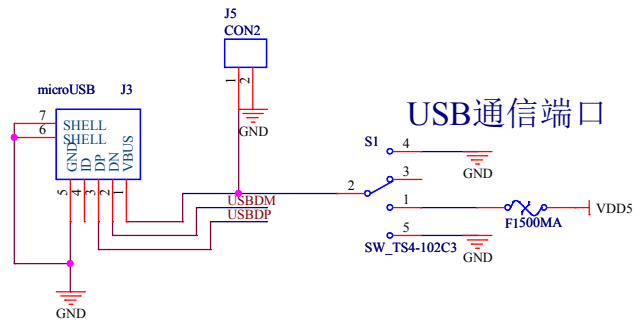 J5
CON2
1
2
GND
microUSB
J3
7
6
SHELL
SHELL
GND
ID
DP
DN
VBUS
5
4
3
2
1
GND
USB通信端口
S1
4
GND
3
2
1
F1500MA
VDD5
USBDM
USBDP
5
GND
SW_TS4-102C3